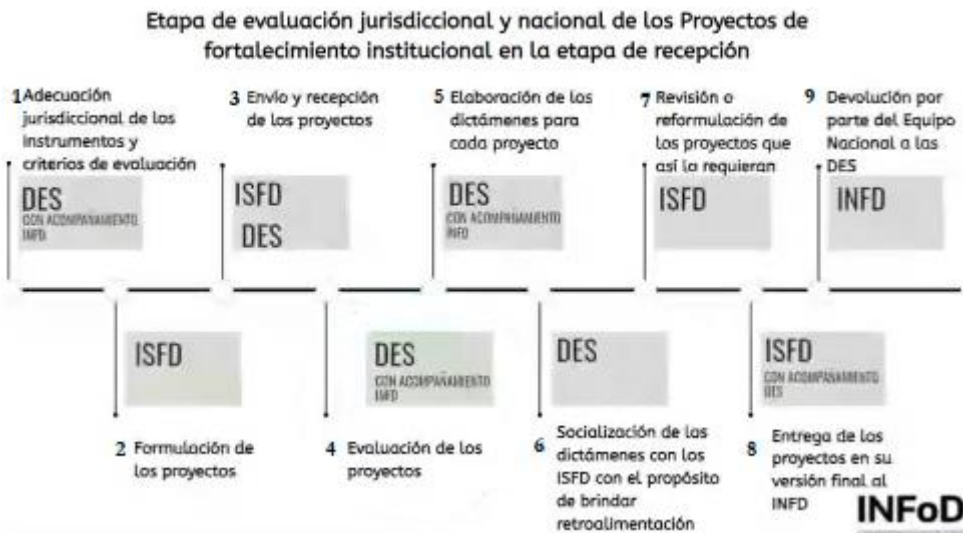 Etapa de evaluación jurisdiccional y nacional de los Proyectos de
fortalecimiento institucional en la etapa de recepción
1 Adecuación
jurisdiccional de los
instrumentos y
criterios de evaluación
DES
CON ACOMPAÑAMIENTO
INFD
2 Formulación de
los proyectos
ISFD
3 Envio y recepción
de los proyectos
ISFD
DES
4 Evaluación de los
proyectos
DES
CON ACOMPAÑAMIENTO
INFD
5 Elaboración de los
dictámenes para
cada proyecto
DES
CON ACOMPAÑAMIENTO
INFD
6 Socialización de los
dictámenes con los
ISFD con el propósito
de brindar
retroalimentación
DES
7 Revisión o
reformulación de
los proyectos que
así la requieran
ISFD
8 Entrega de los
proyectos en su
versión final al
INFD
ISFD
CON ACOMPAÑAMIENTO
DES
9 Devolución por
parte del Equipo
Nacional a las
DES
INFD
INFoD